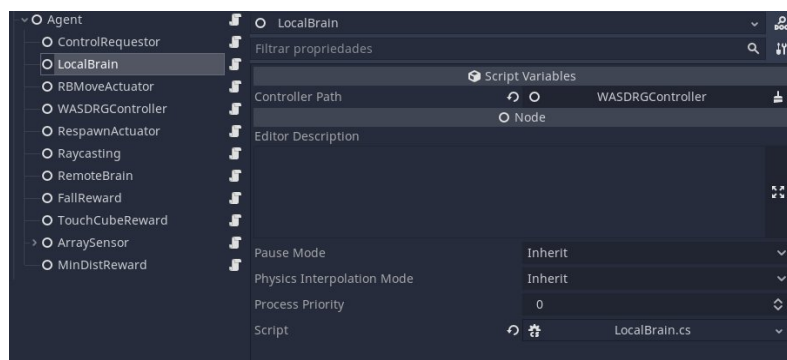 Agent
ControlRequestor
LocalBrain
RBMoveActuator
WASDRGController
RespawnActuator
Raycasting
RemoteBrain
FallReward
TouchCubeReward
ArraySensor
MinDistReward
LocalBrain
DOC
Filtrar propriedades
Script Variables
Controller Path WASDRGController
Node
Editor Description
Pause Mode Inherit
Physics Interpolation Mode Inherit
Process Priority 0
Script LocalBrain.cs